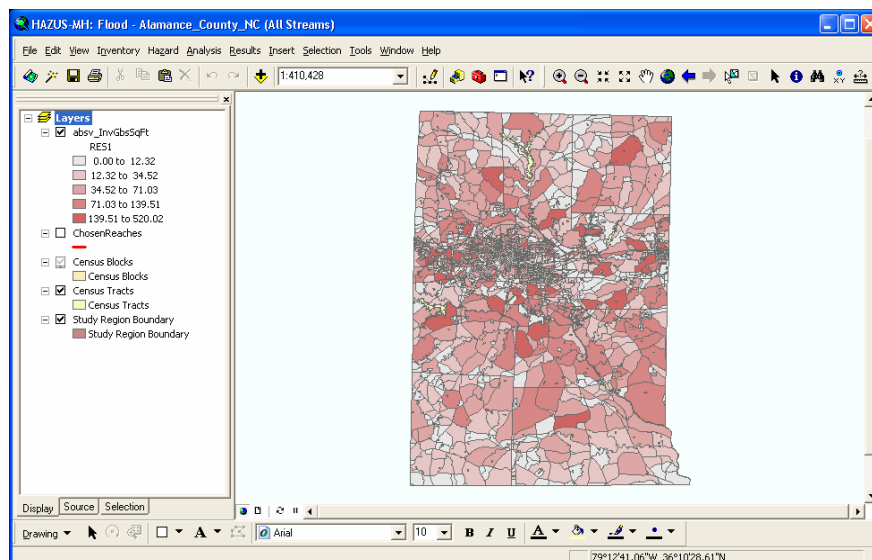 HAZUS-MH: Flood - Alamance_County_NC (All Streams)
File Edit View Inventory Hazard Analysis Results Insert Selection Tools Window Help
1:410,428
XY
Layers
absv_InvGbsSqFt
RES1
0.00 to 12.32
12.32 to 34.52
34.52 to 71.03
71.03 to 139.51
139.51 to 520.02
ChosenReaches
Census Blocks
Census Blocks
Census Tracts
Census Tracts
Study Region Boundary
Study Region Boundary
Display Source Selection
Drawing A Arial 10 B I U A
79°12'41.06"W 36°10'28.61"N